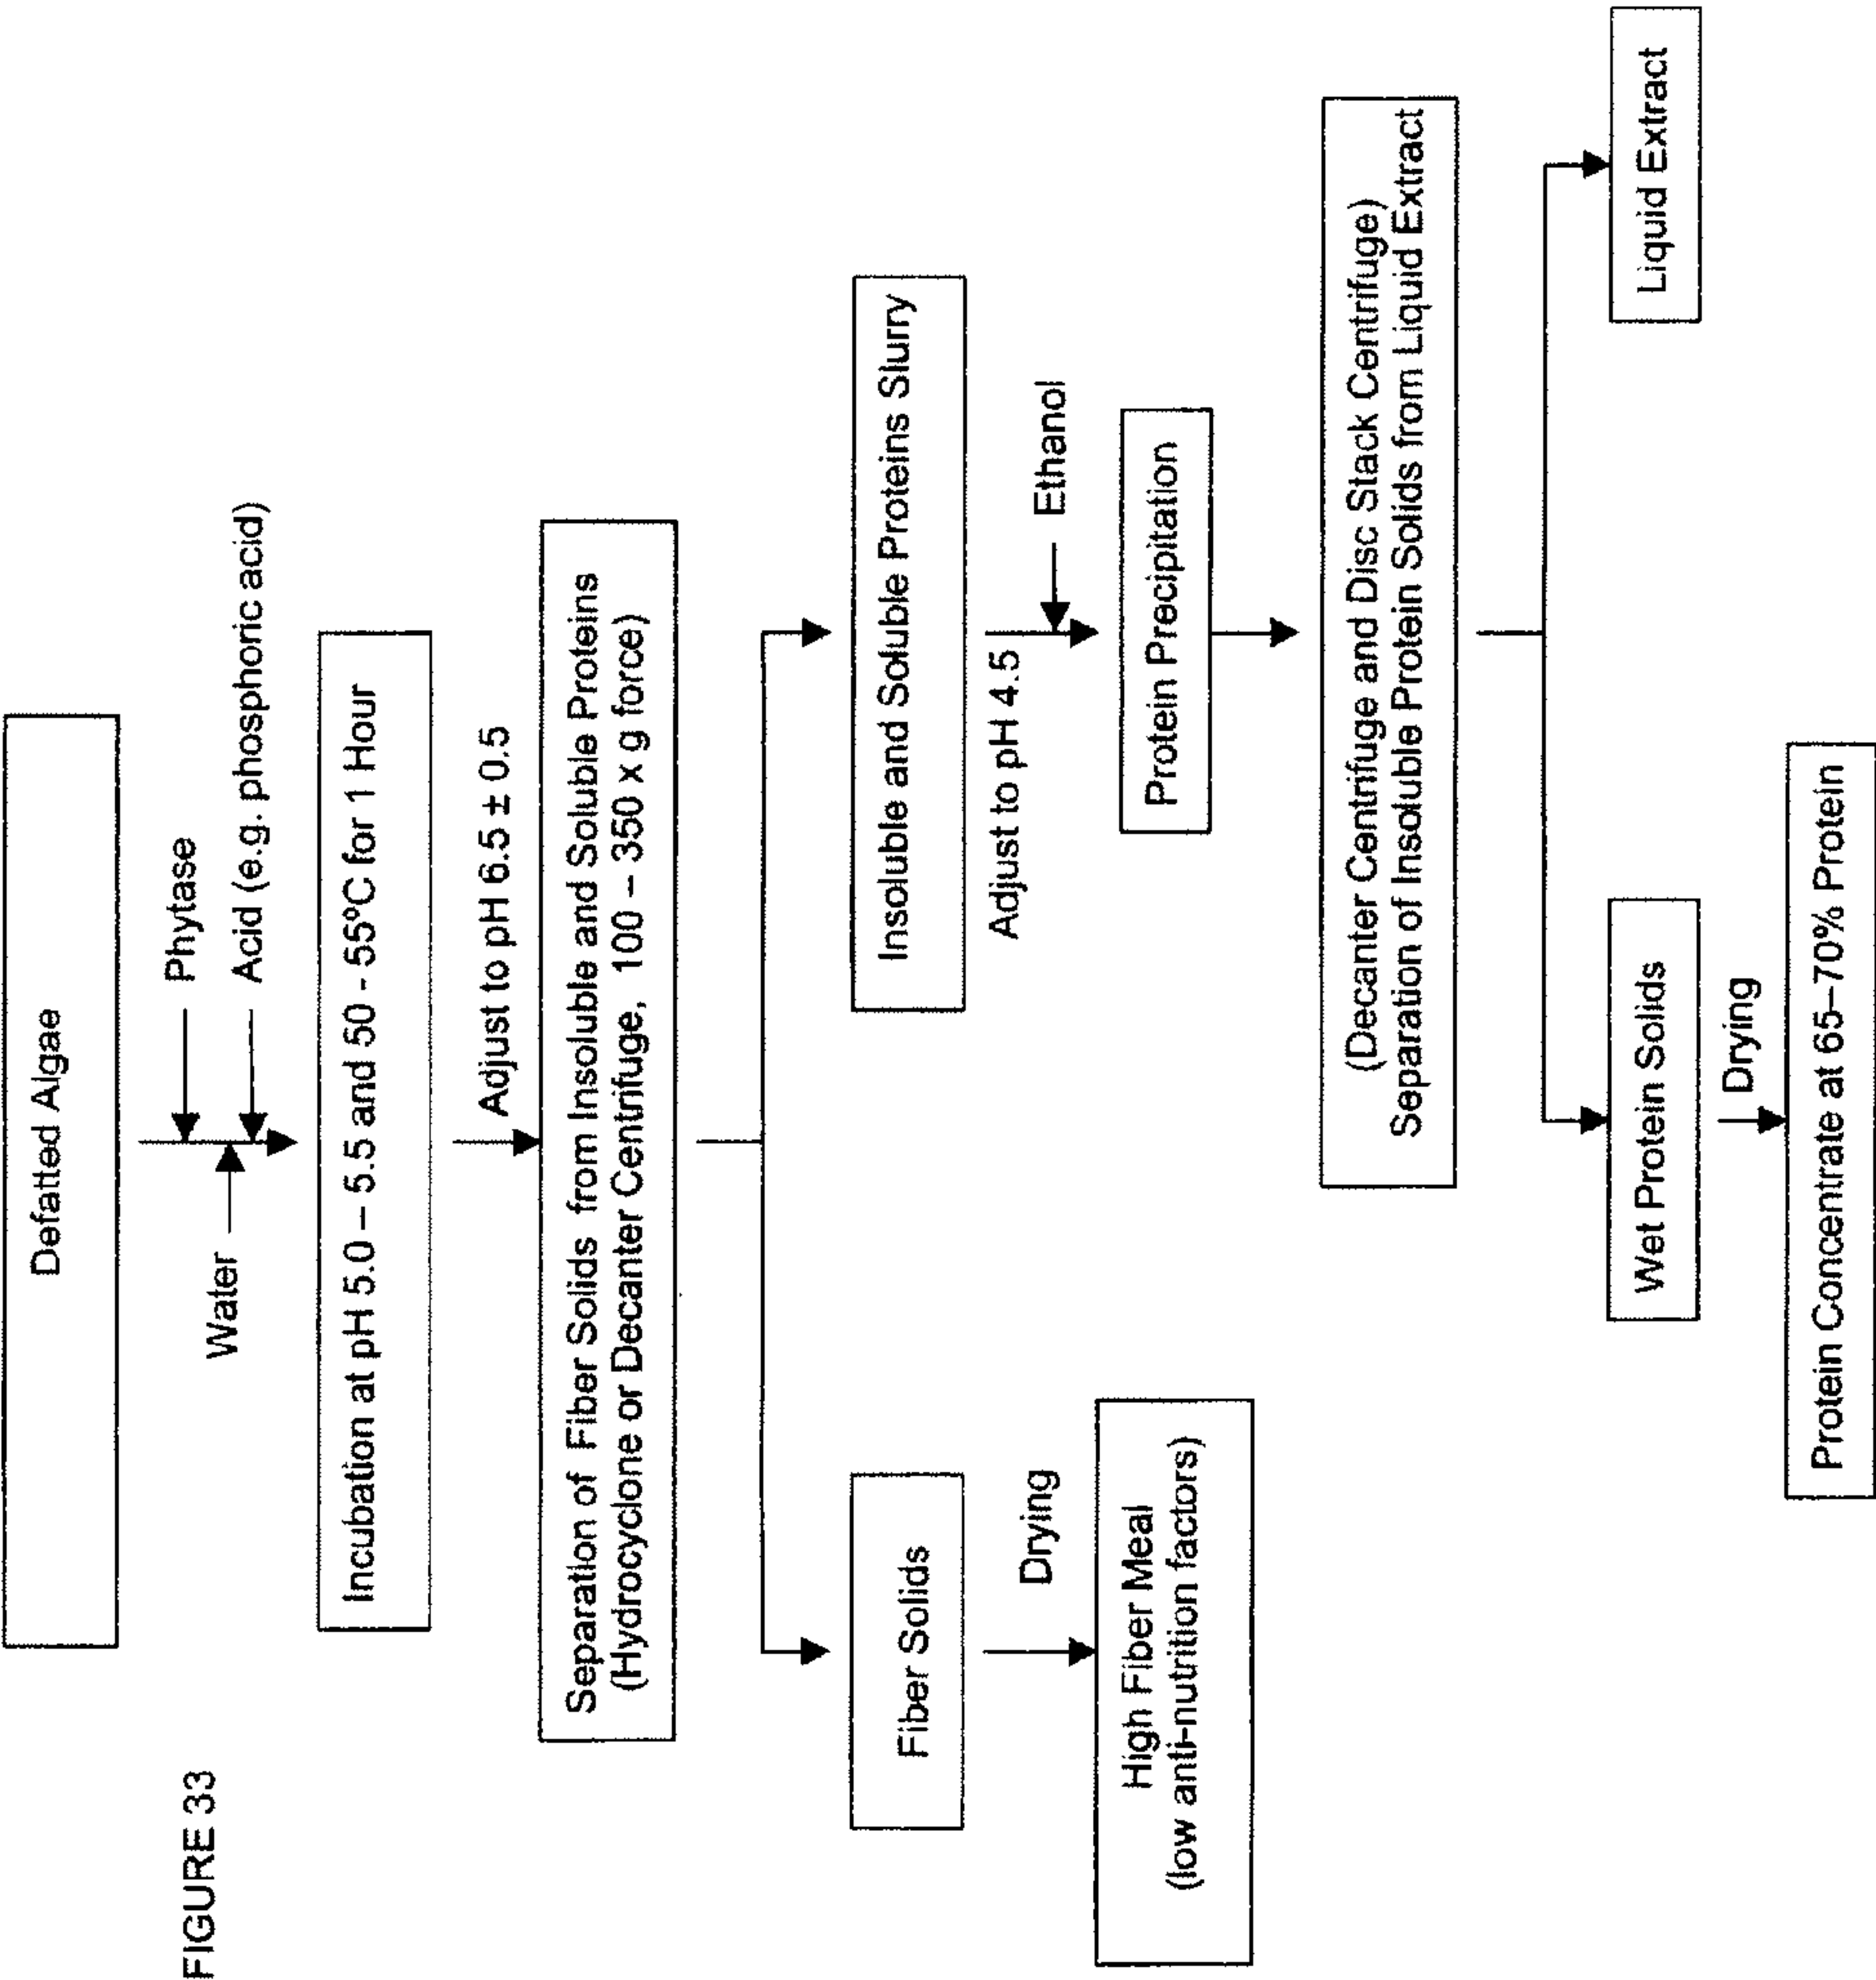 FIGURE 33
Defatted Algae
Phytase
Water
Acid (e.g. phosphoric acid)
Incubation at pH 5.0 – 5.5 and 50 - 55ºC for 1 Hour
Adjust to pH 6.5 ± 0.5
Separation of Fiber Solids from Insoluble and Soluble Proteins
(Hydrocyclone or Decanter Centrifuge, 100 – 350 x g force)
Fiber Solids
Insoluble and Soluble Proteins Slurry
Drying
Adjust to pH 4.5
Ethanol
High Fiber Meal
(low anti-nutrition factors)
Protein Precipitation
(Decanter Centrifuge and Disc Stack Centrifuge)
Separation of Insoluble Protein Solids from Liquid Extract
Wet Protein Solids
Liquid Extract
Drying
Protein Concentrate at 65–70% Protein